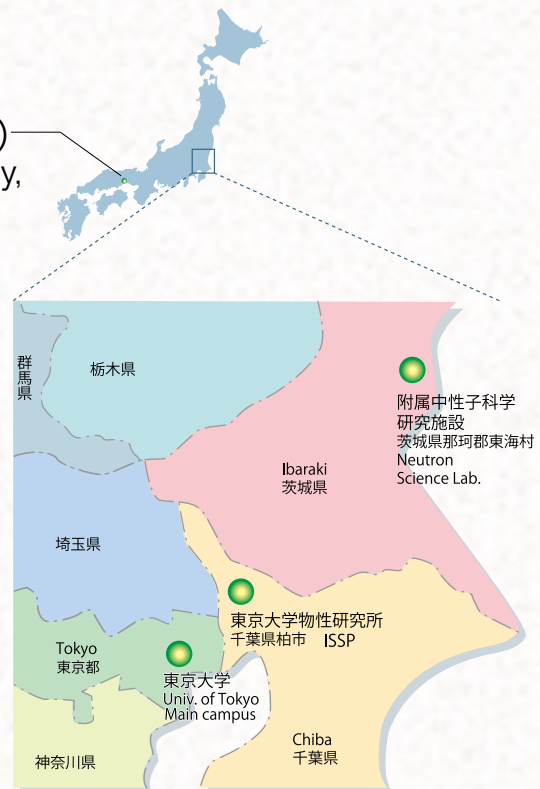 )
y,
群馬県
栃木県
附属中性子科学
研究施設
茨城県那珂郡東海村
Neutron
Science Lab.
Ibaraki
茨城県
埼玉県
東京大学物性研究所
千葉県柏市 ISSP
Tokyo
東京都
東京大学
Univ. of Tokyo
Main campus
Chiba
千葉県
神奈川県